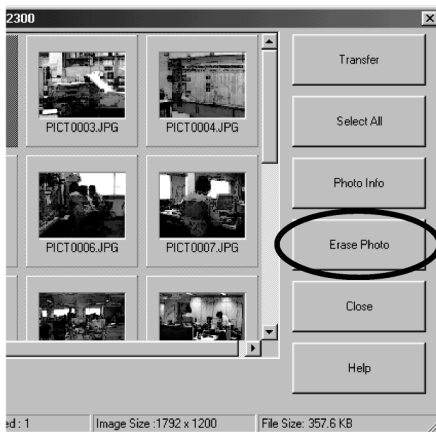 2300
Transfer
PICT0003.JPG PICT0004.JPG
Select All
Photo Info
PICT0006.JPG PICT0007.JPG
Erase Photo
Close
Help
ed : 1 Image Size :1792 x 1200 File Size: 357.6 KB